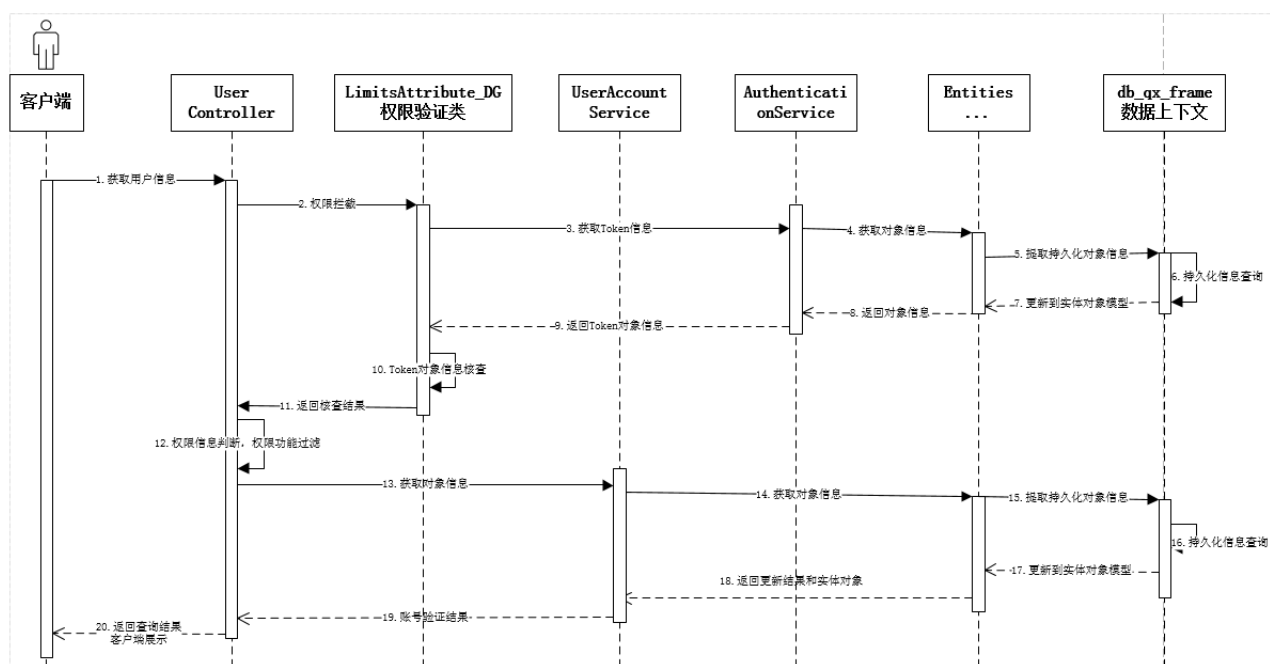 客户端
User
Controller
LimitsAttribute_DG
权限验证类
UserAccount
Service
Authenticati
onService
Entities
...
db_qx_frame
数据上下文
1.获取用户信息
2.权限拦截
3.获取Token信息
4.获取对象信息
5.提取持久化对象信息
6.持久化信息查询
7.更新到实体对象模型
8.返回对象信息
9.返回Token对象信息
10.Token对象信息核查
11.返回核查结果
12.权限信息判断，权限功能过滤
13.获取对象信息
14.获取对象信息
15.提取持久化对象信息
16.持久化信息查询
17.更新到实体对象模型
18.返回更新结果和实体对象
19.账号验证结果
20.返回查询结果
客户端展示